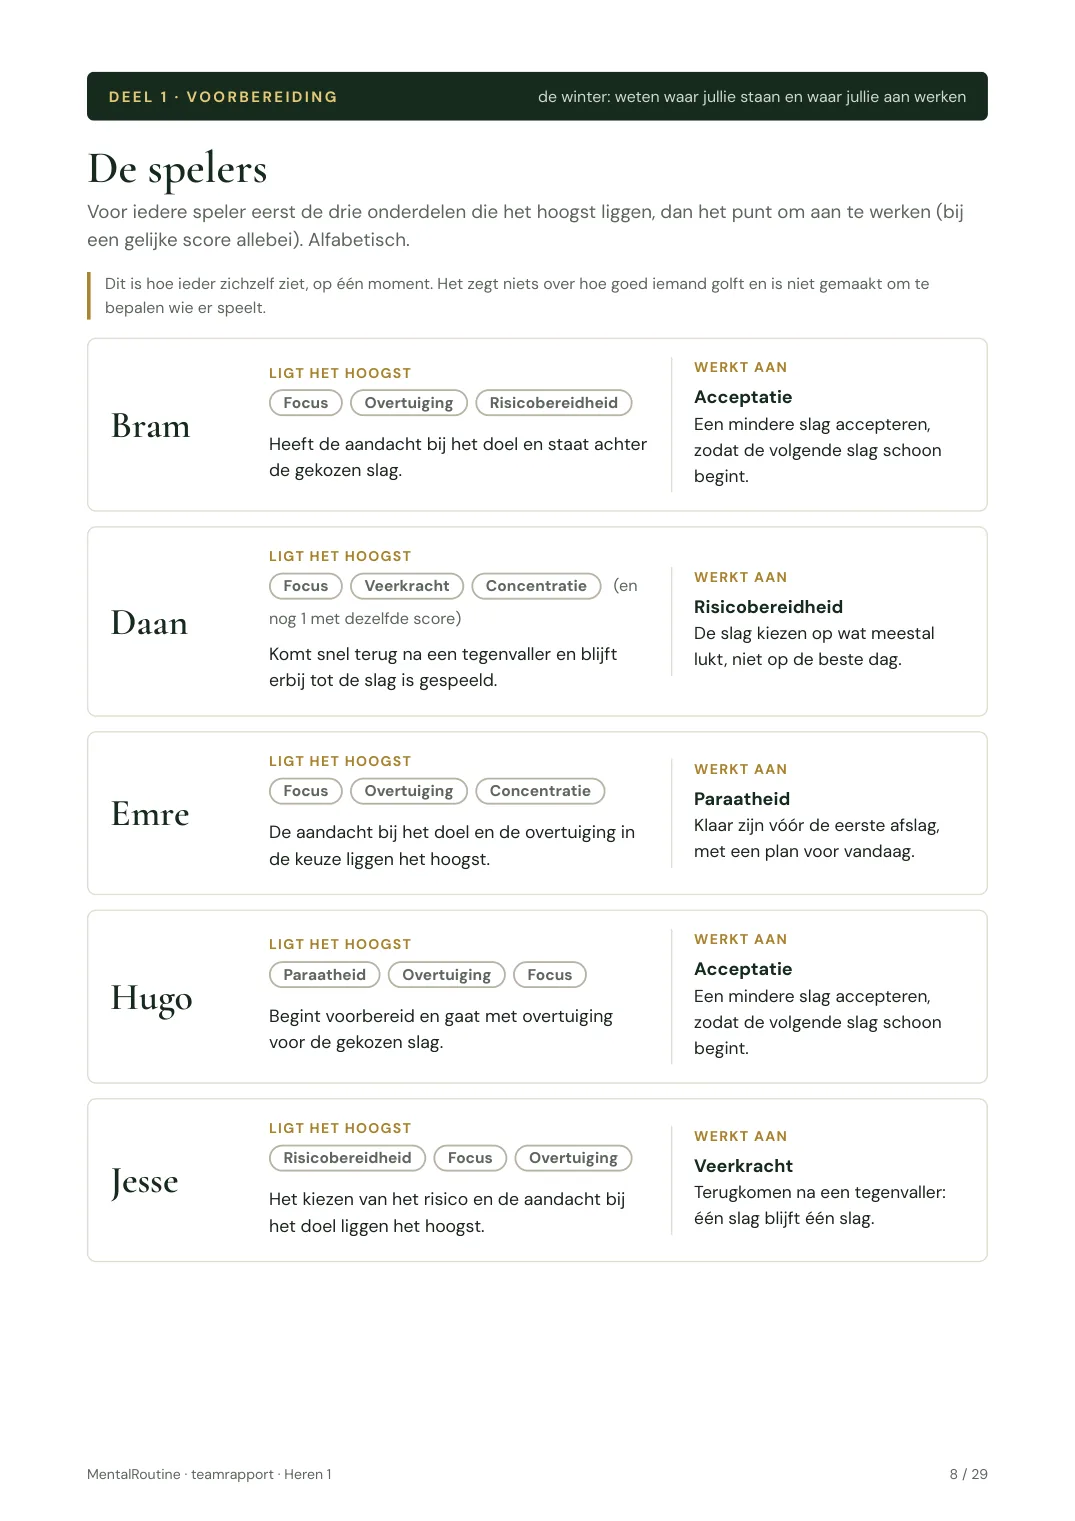 DEEL 1 · VOORBEREIDING
de winter: weten waar jullie staan en waar jullie aan werken
De spelers
Voor iedere speler eerst de drie onderdelen die het hoogst liggen, dan het punt om aan te werken (bij
een gelijke score allebei). Alfabetisch.
Dit is hoe ieder zichzelf ziet, op één moment. Het zegt niets over hoe goed iemand golft en is niet gemaakt om te
bepalen wie er speelt.
Bram
LIGT HET HOOGST
Focus Overtuiging Risicobereidheid
Heeft de aandacht bij het doel en staat achter
de gekozen slag.
WERKT AAN
Acceptatie
Een mindere slag accepteren,
zodat de volgende slag schoon
begint.
Daan
LIGT HET HOOGST
Focus Veerkracht Concentratie (en
nog 1 met dezelfde score)
Komt snel terug na een tegenvaller en blijft
erbij tot de slag is gespeeld.
WERKT AAN
Risicobereidheid
De slag kiezen op wat meestal
lukt, niet op de beste dag.
Emre
LIGT HET HOOGST
Focus Overtuiging Concentratie
De aandacht bij het doel en de overtuiging in
de keuze liggen het hoogst.
WERKT AAN
Paraatheid
Klaar zijn vóór de eerste afslag,
met een plan voor vandaag.
Hugo
LIGT HET HOOGST
Paraatheid Overtuiging Focus
Begint voorbereid en gaat met overtuiging
voor de gekozen slag.
WERKT AAN
Acceptatie
Een mindere slag accepteren,
zodat de volgende slag schoon
begint.
Jesse
LIGT HET HOOGST
Risicobereidheid Focus Overtuiging
Het kiezen van het risico en de aandacht bij
het doel liggen het hoogst.
WERKT AAN
Veerkracht
Terugkomen na een tegenvaller:
één slag blijft één slag.
MentalRoutine · teamrapport · Heren 1
8 / 29